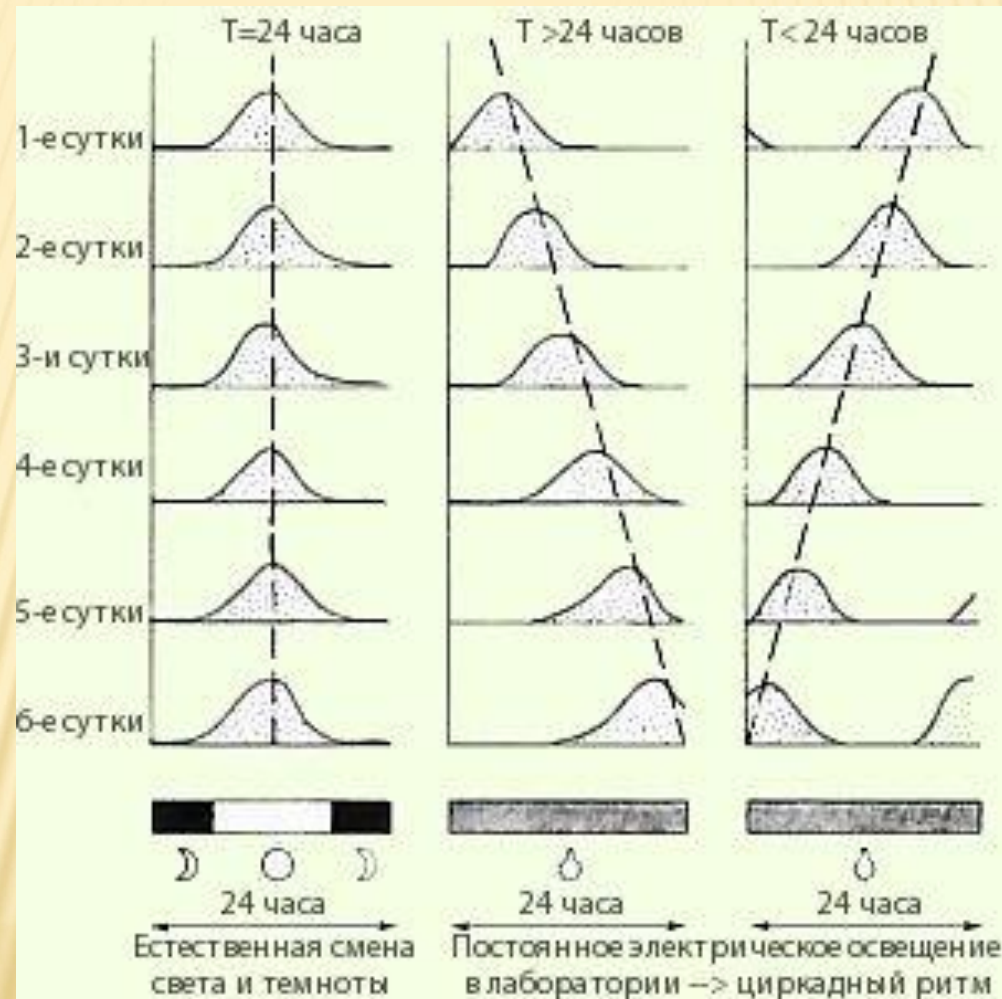 T=24 часа
T >24 часов
T< 24 часов
1-е сутки
2-е сутки
3-и сутки
4-е сутки
5-е сутки
6-е сутки
24 часа
24 часа
24 часа
Естественная смена
света и темноты
Постоянное электрическое освещение
в лаборатории --> циркадный ритм